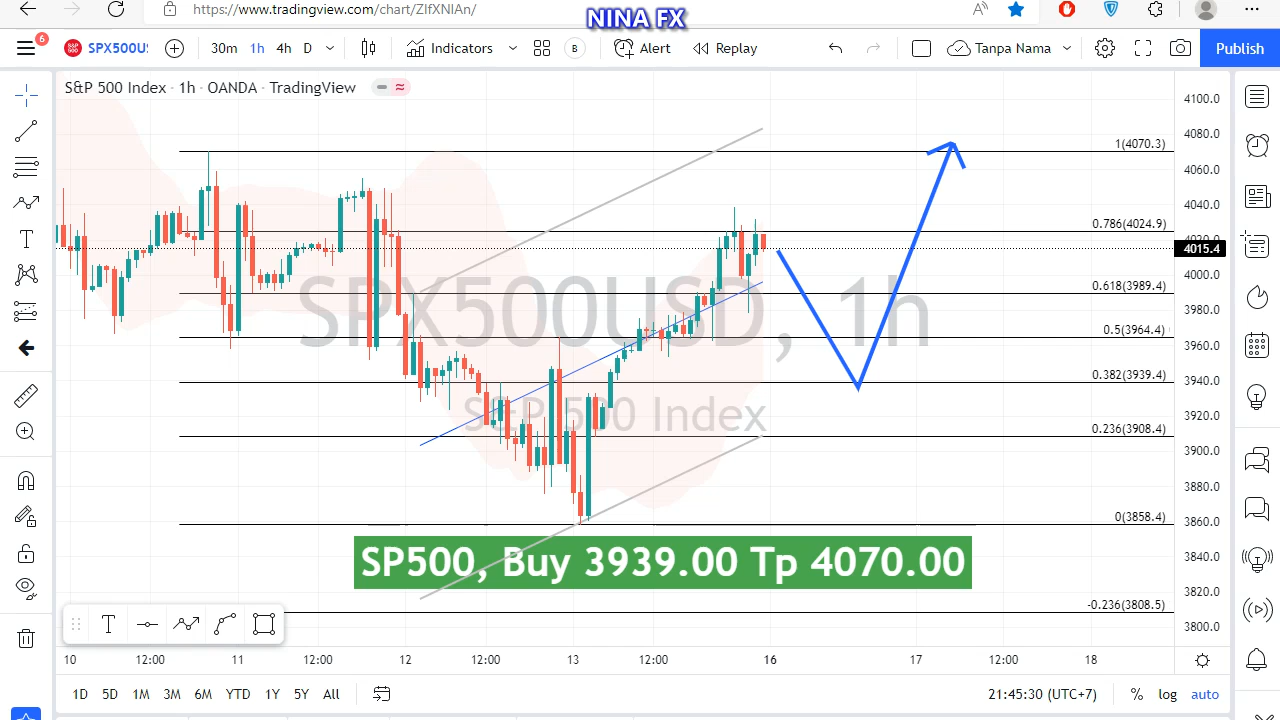 https://www.tradingview.com/chart/ZIfXNIAn/
NINA FX
6
SPX500U
30m
1h
4h
D
Indicators
B
Alert
Replay
Tanpa Nama
Publish
S&P 500 Index · 1h · OANDA · TradingView
SPX500USD, 1h
S&P 500 Index
1(4070.3)
0.786(4024.9)
0.618(3989.4)
0.5(3964.4)
0.382(3939.4)
0.236(3908.4)
0(3858.4)
-0.236(3808.5)
4100.0
4080.0
4060.0
4040.0
4015.4
4000.0
3980.0
3960.0
3940.0
3920.0
3900.0
3880.0
3860.0
3840.0
3820.0
3800.0
SP500, Buy 3939.00 Tp 4070.00
10
12:00
11
12:00
12
12:00
13
12:00
16
17
12:00
18
1D
5D
1M
3M
6M
YTD
1Y
5Y
All
21:45:30 (UTC+7)
%
log
auto